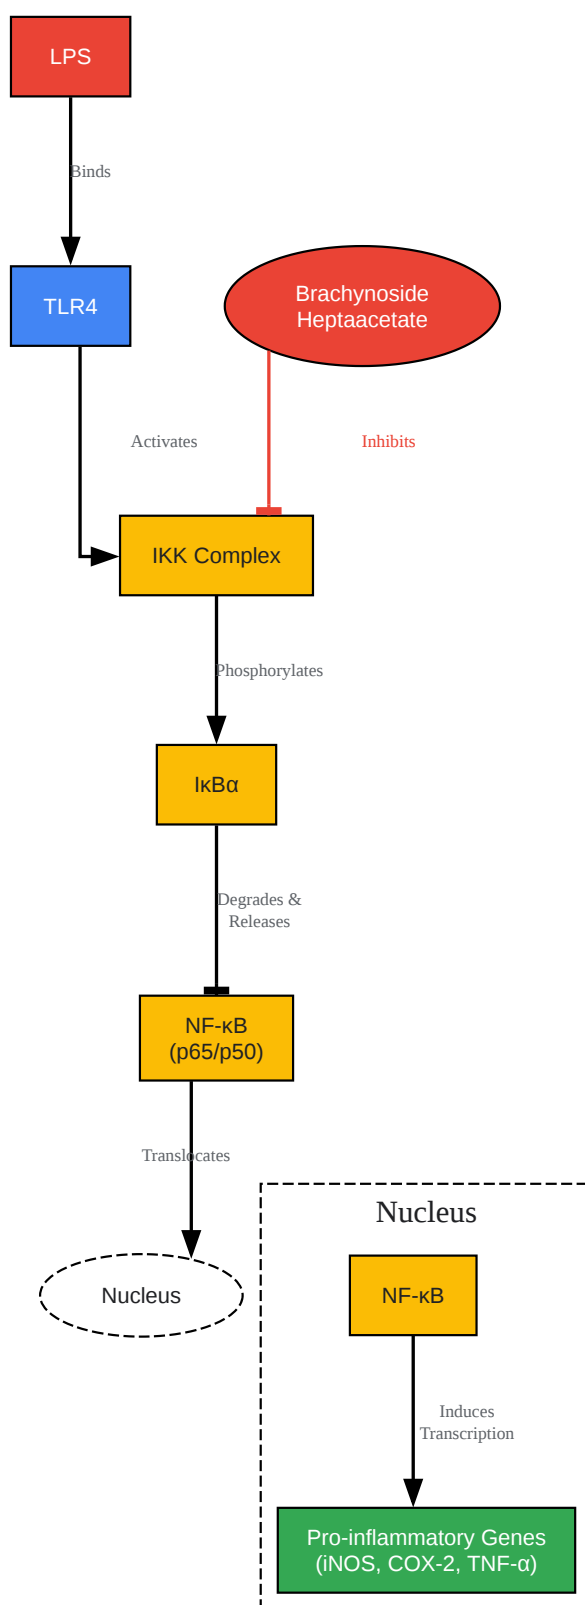 LPS
Binds
TLR4
Brachynoside
Heptaacetate
Activates
Inhibits
IKK Complex
Phosphorylates
IκBα
Degrades &
Releases
NF-κB
(p65/p50)
Translocates
Nucleus
Nucleus
NF-κB
Induces
Transcription
Pro-inflammatory Genes
(iNOS, COX-2, TNF-α)